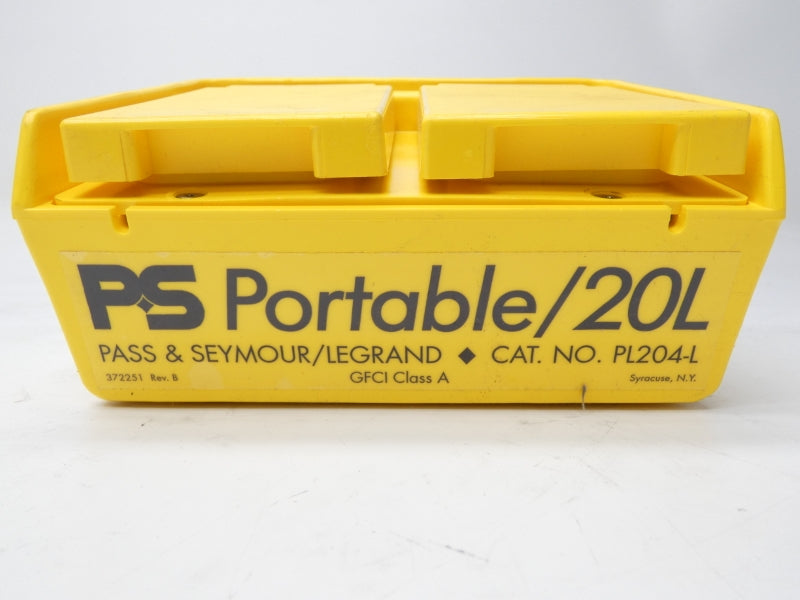 PS Portable/20L
PASS & SEYMOUR/LEGRAND ◆ CAT. NO. PL204-L
372251 Rev. B GFCI Class A Syracuse, N.Y.